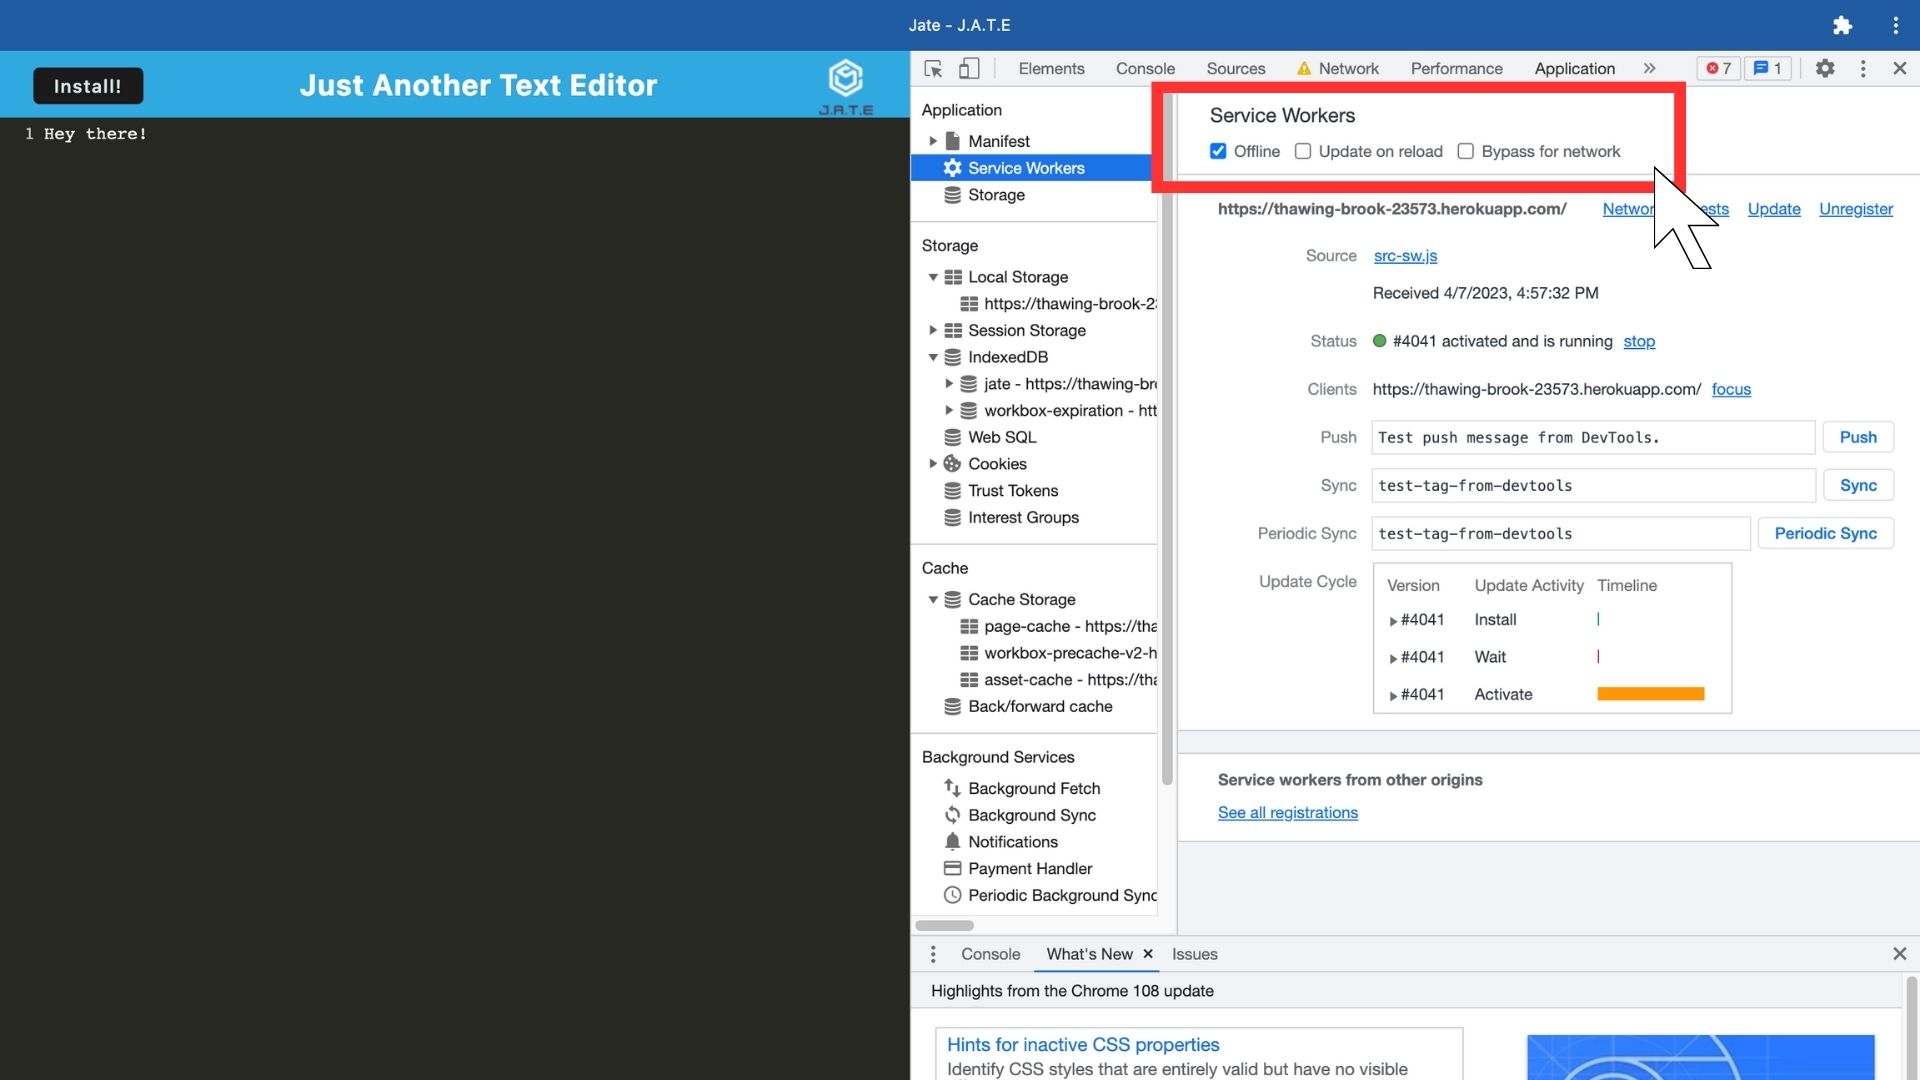 Jate - J.A.T.E
Install!
Just Another Text Editor
J.A.T.E
1 Hey there!
Elements Console Sources Network Performance Application » 7 1
Application
Manifest
Service Workers
Storage
Storage
Local Storage
https://thawing-brook-23
Session Storage
IndexedDB
jate - https://thawing-bro
workbox-expiration - htt
Web SQL
Cookies
Trust Tokens
Interest Groups
Cache
Cache Storage
page-cache - https://tha
workbox-precache-v2-h
asset-cache - https://tha
Back/forward cache
Background Services
Background Fetch
Background Sync
Notifications
Payment Handler
Periodic Background Sync
Service Workers
Offline Update on reload Bypass for network
https://thawing-brook-23573.herokuapp.com/ Update Unregister
Source src-sw.js
Received 4/7/2023, 4:57:32 PM
Status #4041 activated and is running stop
Clients https://thawing-brook-23573.herokuapp.com/ focus
Push Test push message from DevTools. Push
Sync test-tag-from-devtools Sync
Periodic Sync test-tag-from-devtools Periodic Sync
Update Cycle Version Update Activity Timeline
#4041 Install
#4041 Wait
#4041 Activate
Service workers from other origins
See all registrations
Console What's New × Issues
Highlights from the Chrome 108 update
Hints for inactive CSS properties
Identify CSS styles that are entirely valid but have no visible